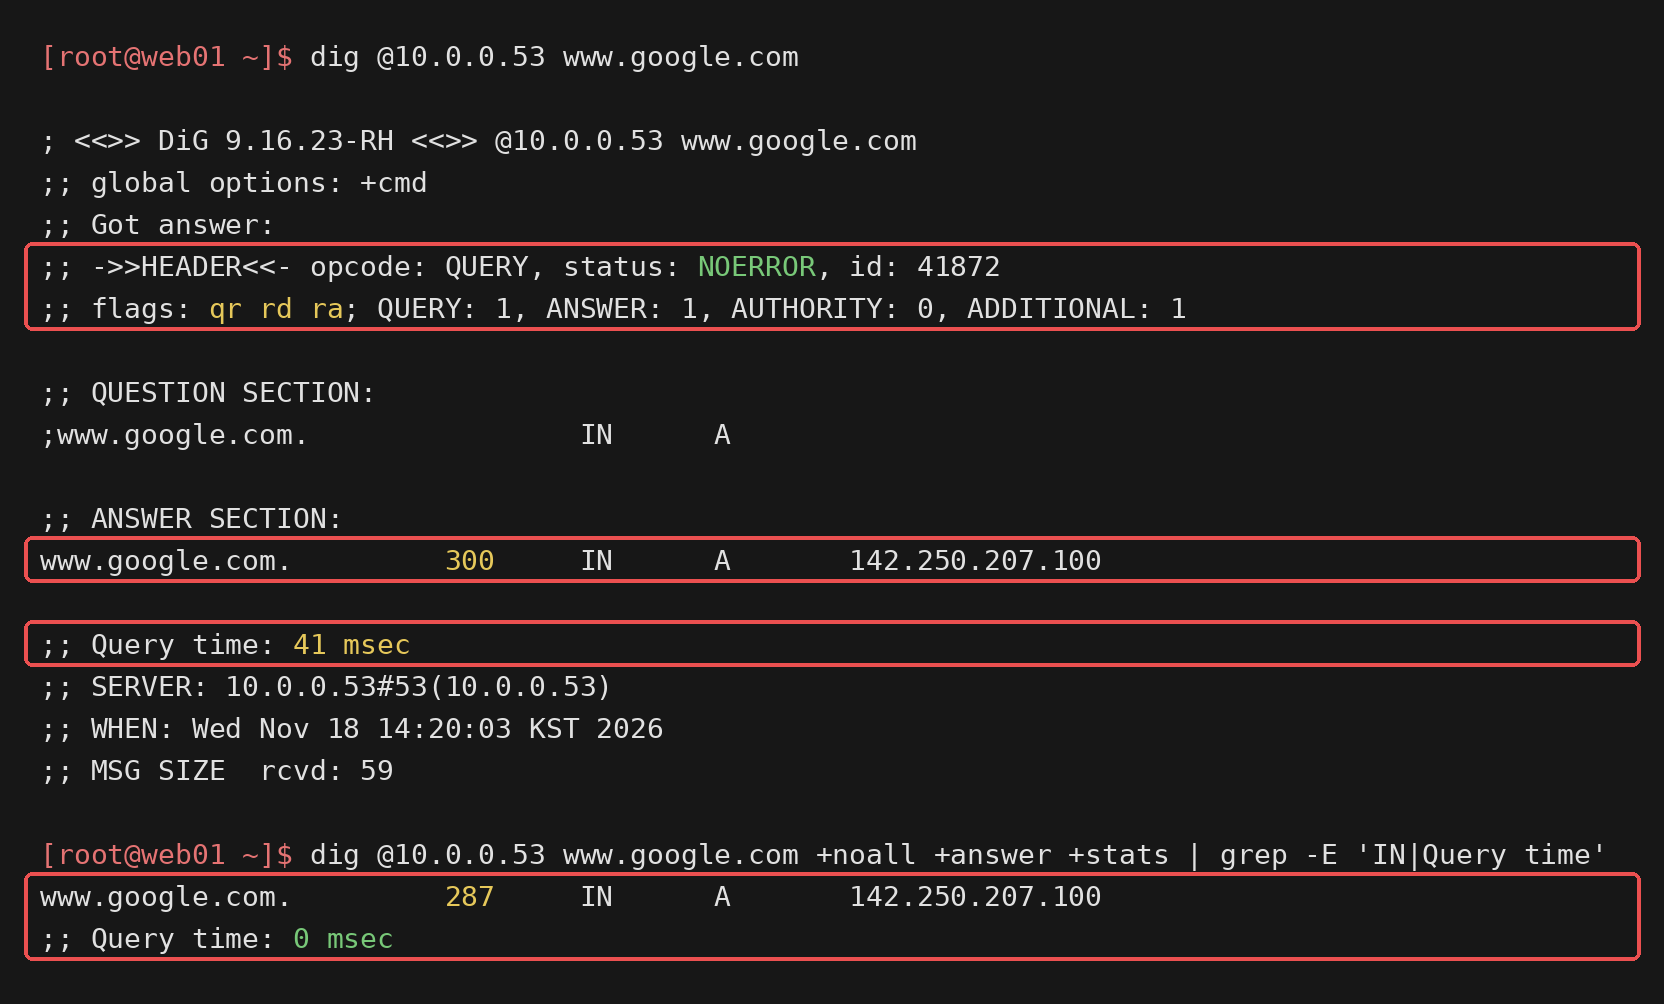 [root@web01 ~]$ dig @10.0.0.53 www.google.com
; <<>> DiG 9.16.23-RH <<>> @10.0.0.53 www.google.com
;; global options: +cmd
;; Got answer:
;; ->>HEADER<<- opcode: QUERY, status: NOERROR, id: 41872
;; flags: qr rd ra; QUERY: 1, ANSWER: 1, AUTHORITY: 0, ADDITIONAL: 1
;; QUESTION SECTION:
;www.google.com. IN A
;; ANSWER SECTION:
www.google.com. 300 IN A 142.250.207.100
;; Query time: 41 msec
;; SERVER: 10.0.0.53#53(10.0.0.53)
;; WHEN: Wed Nov 18 14:20:03 KST 2026
;; MSG SIZE  rcvd: 59
[root@web01 ~]$ dig @10.0.0.53 www.google.com +noall +answer +stats | grep -E 'IN|Query time'
www.google.com. 287 IN A 142.250.207.100
;; Query time: 0 msec